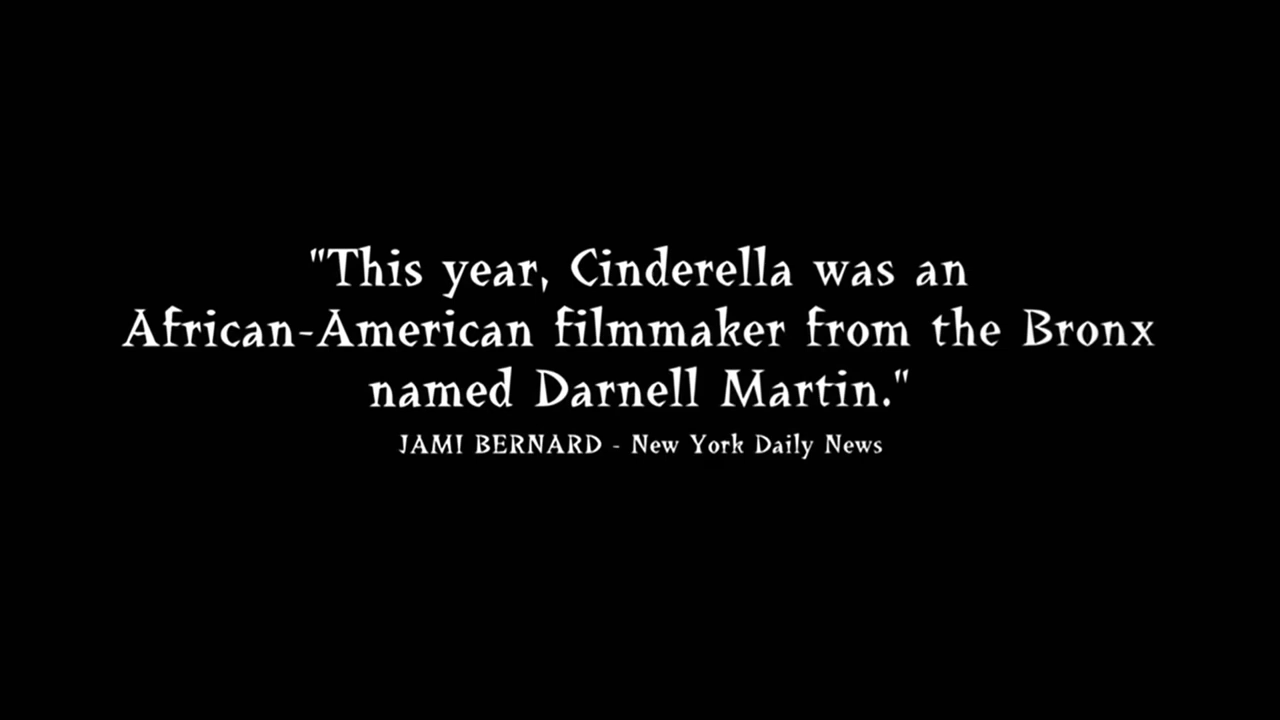 "This year, Cinderella was an
African-American filmmaker from the Bronx
named Darnell Martin."
JAMI BERNARD - New York Daily News